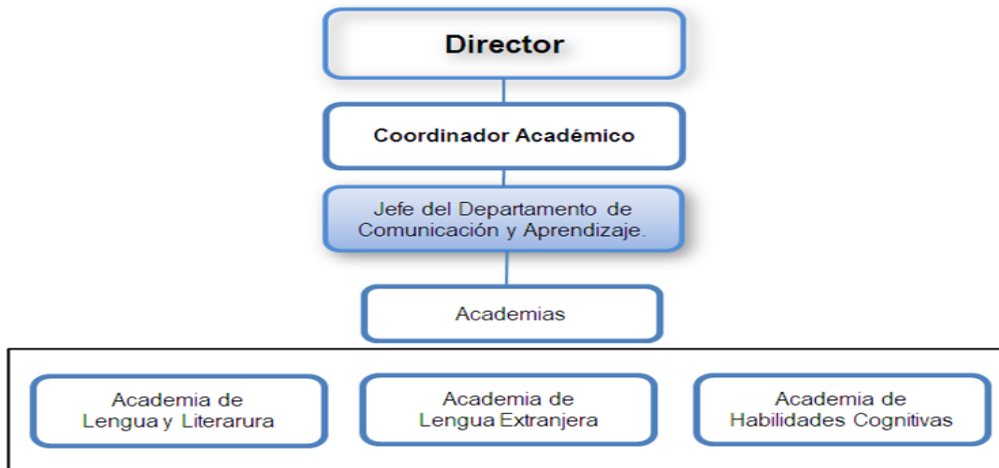 Director
Coordinador Académico
Jefe del Departamento de
Comunicación y Aprendizaje.
Academias
Academia de
Lengua y Literarura
Academia de
Lengua Extranjera
Academia de
Habilidades Cognitivas